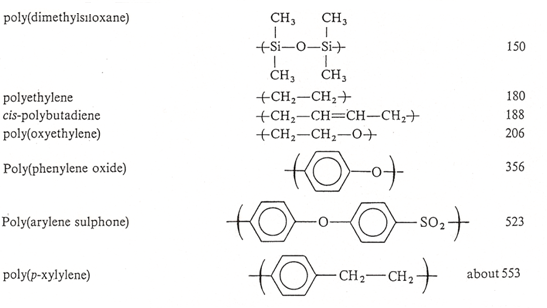 poly(dimethylsiloxane)
CH3 CH3
Si—O—Si
CH3 CH3
150
polyethylene CH2—CH2 180
cis-polybutadiene CH2—CH=CH—CH2 188
poly(oxyethylene) CH2—CH2—O 206
Poly(phenylene oxide) O 356
Poly(arylene sulphone) O SO2 523
poly(p-xylylene) CH2—CH2 about 553